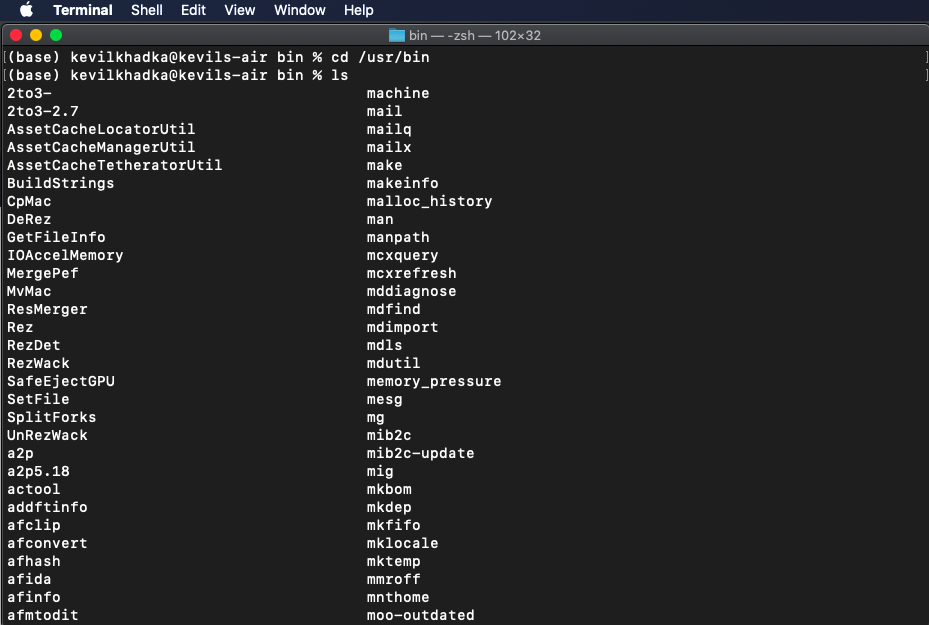 Terminal Shell Edit View Window Help
bin — -zsh — 102×32
[(base) kevilkhadka@kevils-air bin % cd /usr/bin ]
[(base) kevilkhadka@kevils-air bin % ls ]
2to3- machine
2to3-2.7 mail
AssetCacheLocatorUtil mailq
AssetCacheManagerUtil mailx
AssetCacheTetheratorUtil make
BuildStrings makeinfo
CpMac malloc_history
DeRez man
GetFileInfo manpath
IOAccelMemory mcxquery
MergePef mcxrefresh
MvMac mddiagnose
ResMerger mdfind
Rez mdimport
RezDet mdls
RezWack mdutil
SafeEjectGPU memory_pressure
SetFile mesg
SplitForks mg
UnRezWack mib2c
a2p mib2c-update
a2p5.18 mig
actool mkbom
addftinfo mkdep
afclip mkfifo
afconvert mklocale
afhash mktemp
afida mmroff
afinfo mnthome
afmtodit moo-outdated